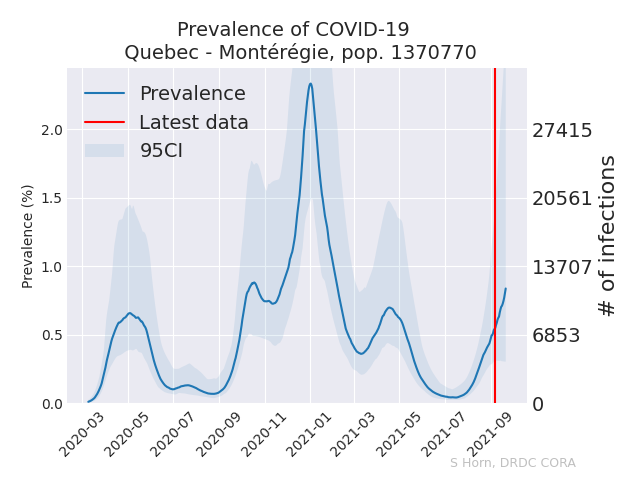 Prevalence of COVID-19
Quebec - Montérégie, pop. 1370770
Prevalence
Latest data
95CI
Prevalence (%)
2.0
1.5
1.0
0.5
0.0
27415
20561
13707
6853
0
# of infections
2020-03
2020-05
2020-07
2020-09
2020-11
2021-01
2021-03
2021-05
2021-07
2021-09
S Horn, DRDC CORA